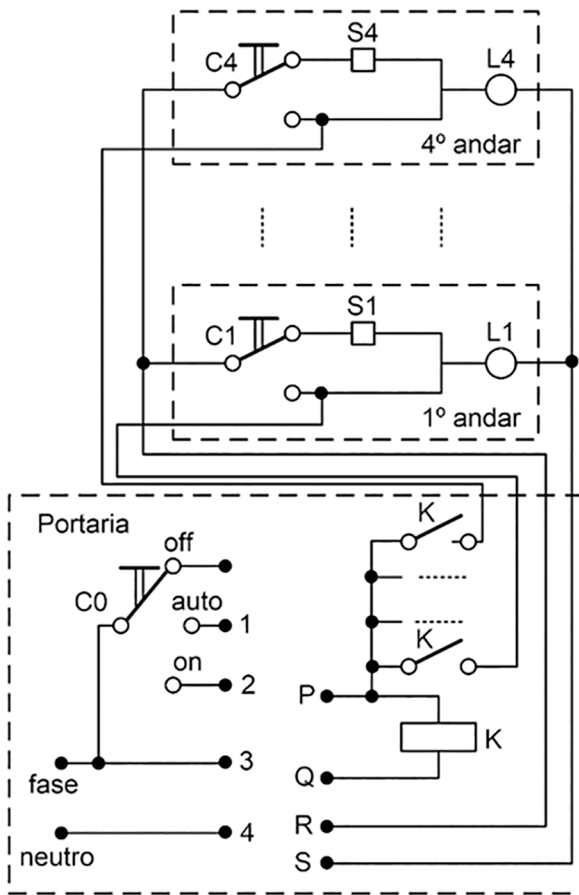 S4
C4
L4
4º andar
S1
C1
L1
1º andar
Portaria
off
C0
auto
1
on
2
3
fase
4
neutro
K
K
P
K
Q
R
S